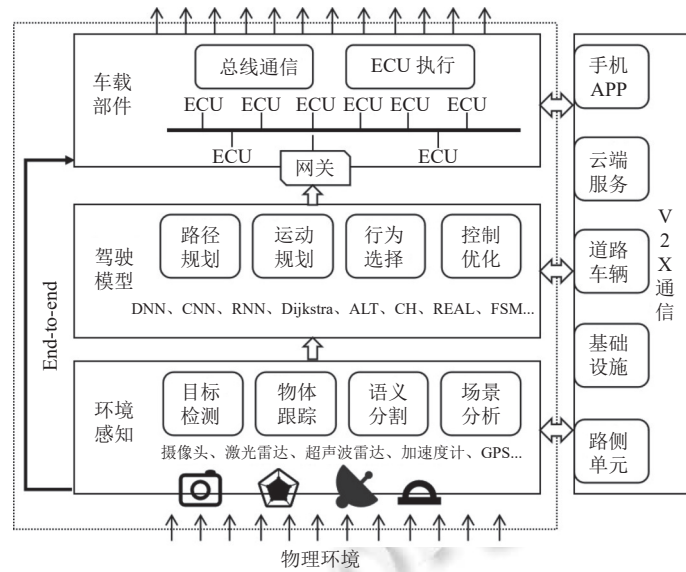 车载
部件
总线通信
ECU 执行
ECU ECU ECU ECU ECU ECU
ECU
ECU
网关
驾驶
模型
路径
规划
运动
规划
行为
选择
控制
优化
DNN、CNN、RNN、Dijkstra、ALT、CH、REAL、FSM...
环境
感知
目标
检测
物体
跟踪
语义
分割
场景
分析
摄像头、激光雷达、超声波雷达、加速度计、GPS...
End-to-end
物理环境
手机
APP
云端
服务
道路
车辆
基础
设施
路侧
单元
V2X通信